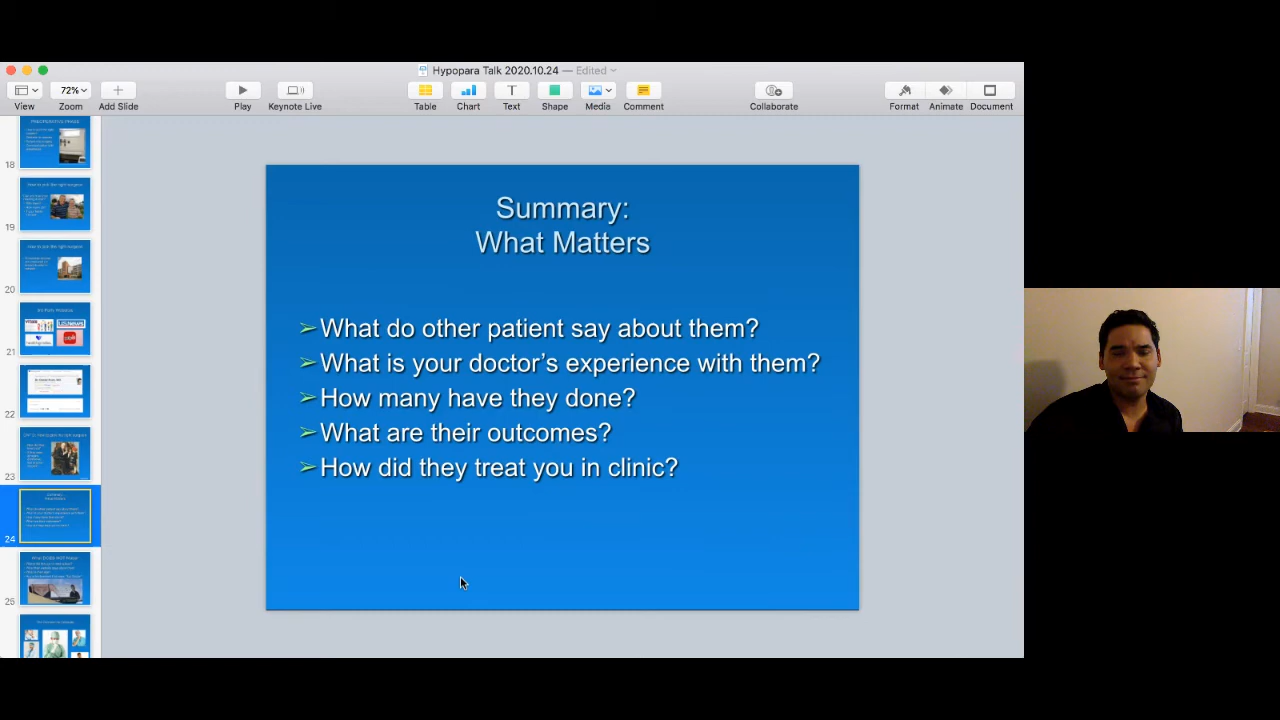 Hypopara Talk 2020.10.24 — Edited
72%
View
Zoom
Add Slide
Play
Keynote Live
Table
Chart
Text
Shape
Media
Comment
Collaborate
Format
Animate
Document
18
19
20
21
22
23
24
25
Summary:
What Matters
➢What do other patient say about them?
➢What is your doctor’s experience with them?
➢How many have they done?
➢What are their outcomes?
➢How did they treat you in clinic?